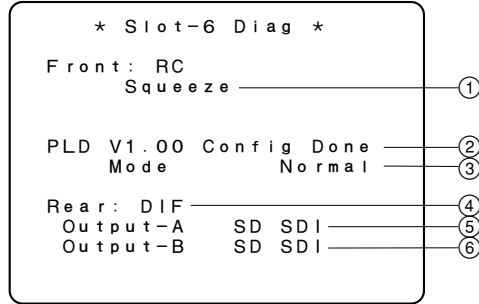 * Slot-6 Diag *
Front: RC
Squeeze ①
PLD V1.00 Config Done ②
Mode Normal ③
Rear: DIF ④
Output-A SD SDI ⑤
Output-B SD SDI ⑥